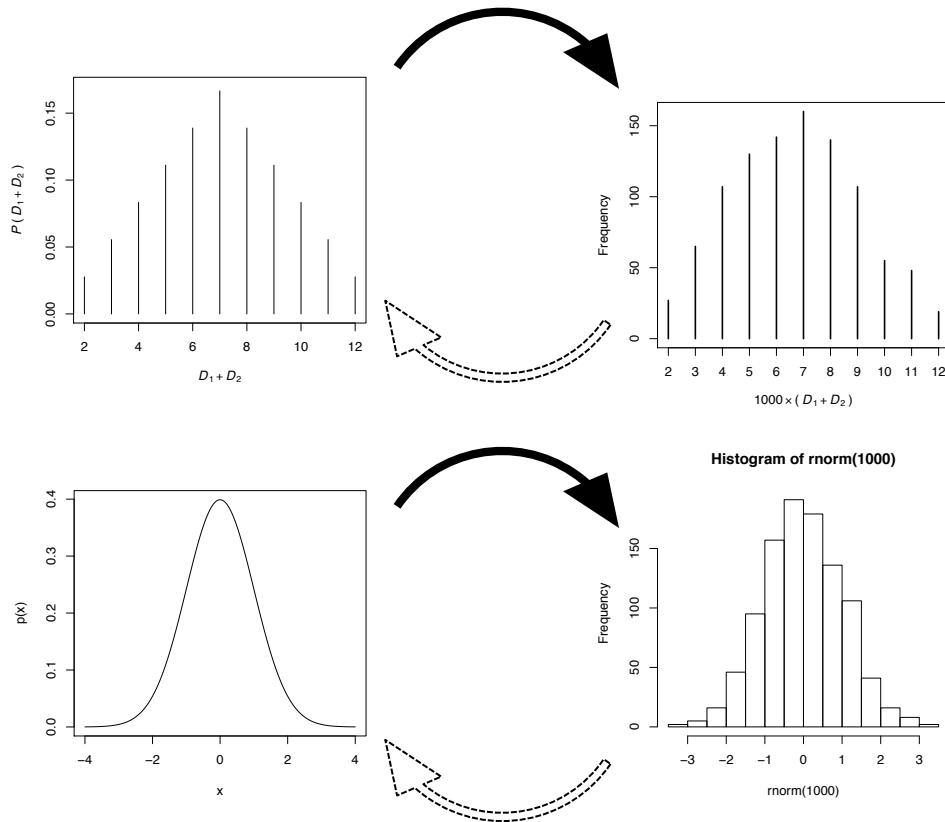 P ( D₁ + D₂ )
0.00 0.05 0.10 0.15
2 4 6 8 10 12
D₁ + D₂
Frequency
0 50 100 150
2 3 4 5 6 7 8 9 10 11 12
1000 × ( D₁ + D₂ )
p(x)
0.0 0.1 0.2 0.3 0.4
−4 −2 0 2 4
x
Histogram of rnorm(1000)
Frequency
0 50 100 150
−3 −2 −1 0 1 2 3
rnorm(1000)